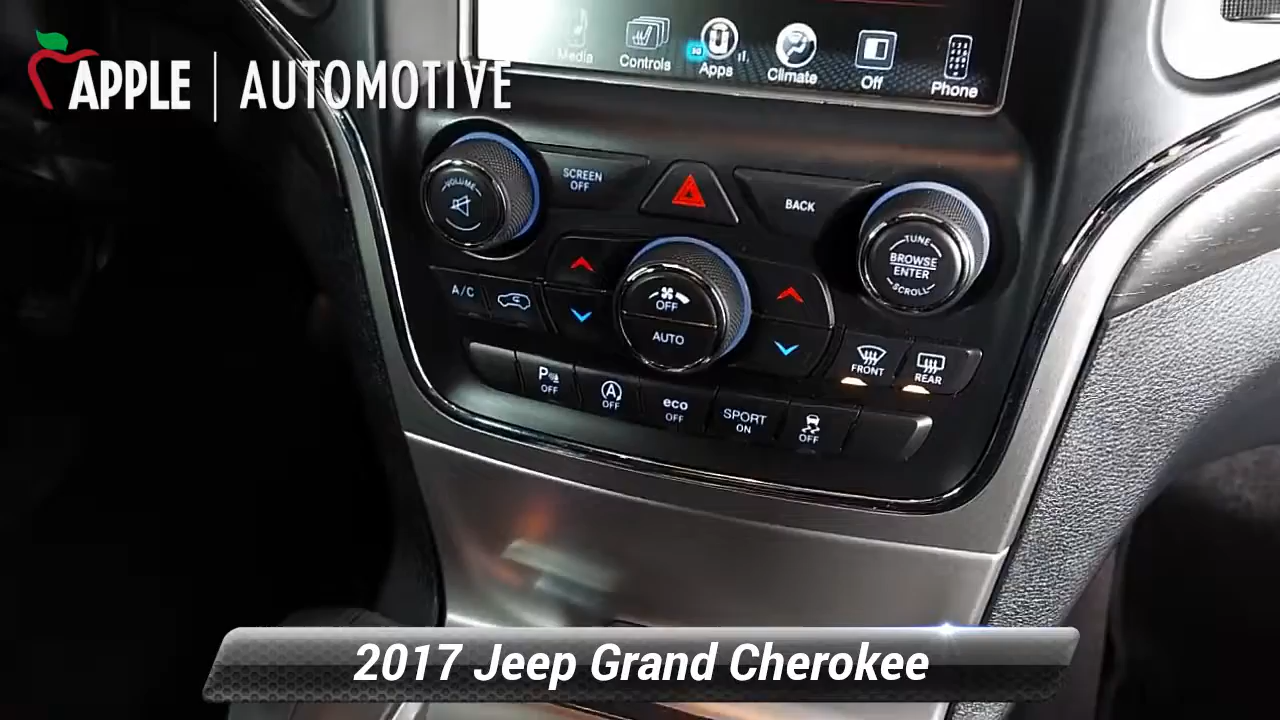 APPLE | AUTOMOTIVE
Media
Controls
Apps
Climate
Off
Phone
VOLUME
SCREEN
OFF
BACK
TUNE
BROWSE
ENTER
SCROLL
A/C
OFF
AUTO
FRONT
REAR
P OFF
A OFF
eco
OFF
SPORT
ON
OFF
2017 Jeep Grand Cherokee